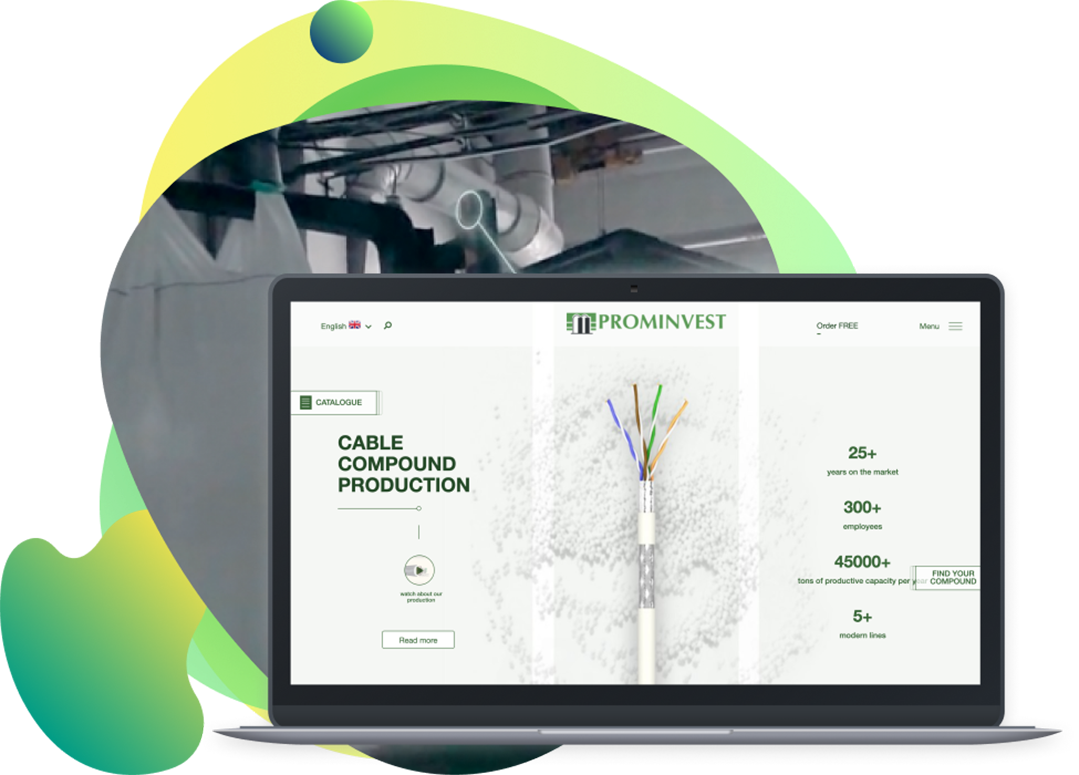 English
PROMINVEST
Order FREE
Menu
CATALOGUE
CABLE
COMPOUND
PRODUCTION
watch about our
production
Read more
25+
years on the market
300+
employees
45000+
tons of productive capacity per
FIND YOUR
COMPOUND
5+
modern lines